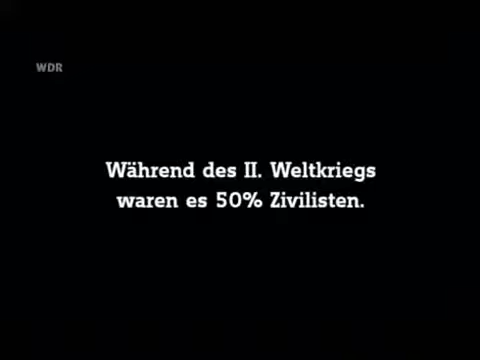 WDR
Während des II. Weltkriegs
waren es 50% Zivilisten.